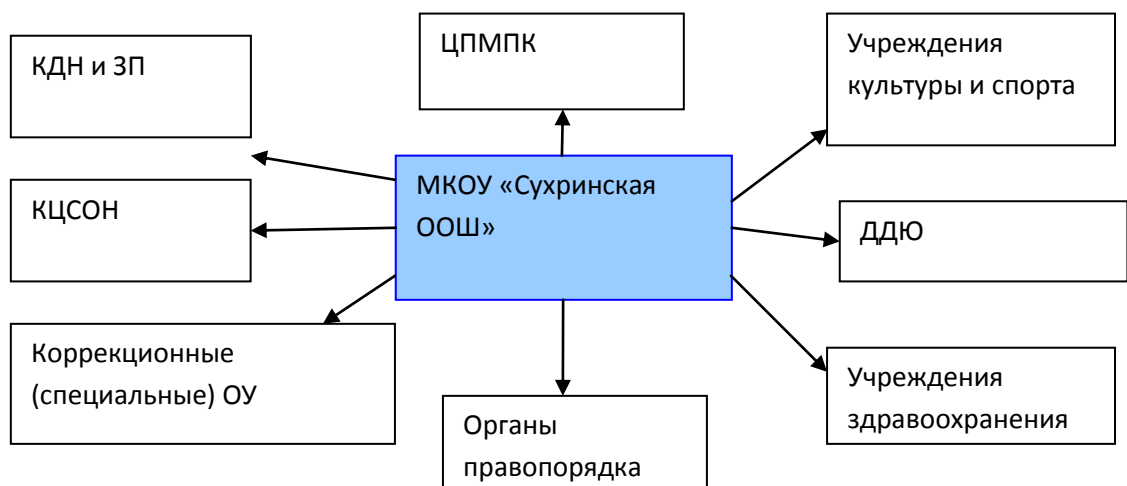 КДН и ЗП
ЦПМПК
Учреждения
культуры и спорта
МКОУ «Сухринская
ООШ»
КЦСОН
ДДЮ
Коррекционные
(специальные) ОУ
Учреждения
здравоохранения
Органы
правопорядка